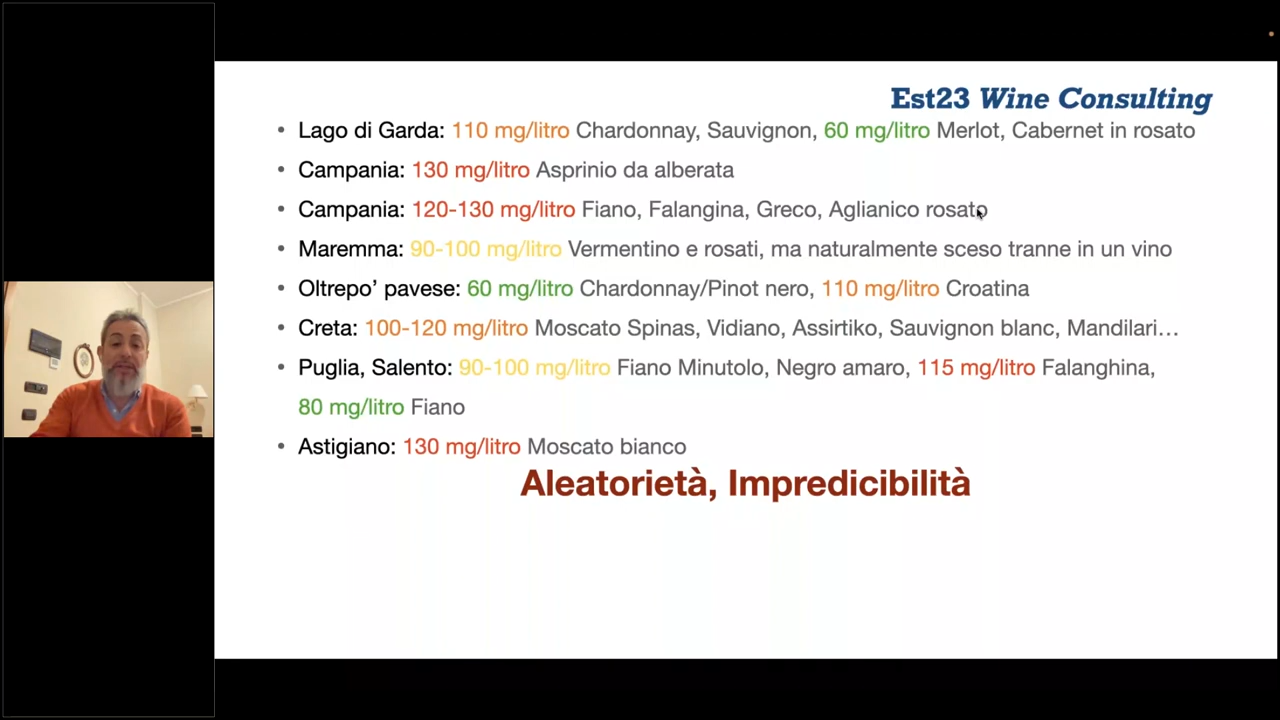 Est23 Wine Consulting
• Lago di Garda: 110 mg/litro Chardonnay, Sauvignon, 60 mg/litro Merlot, Cabernet in rosato
• Campania: 130 mg/litro Asprinio da alberata
• Campania: 120-130 mg/litro Fiano, Falangina, Greco, Aglianico rosato
• Maremma: 90-100 mg/litro Vermentino e rosati, ma naturalmente sceso tranne in un vino
• Oltrepo’ pavese: 60 mg/litro Chardonnay/Pinot nero, 110 mg/litro Croatina
• Creta: 100-120 mg/litro Moscato Spinas, Vidiano, Assirtiko, Sauvignon blanc, Mandilari…
• Puglia, Salento: 90-100 mg/litro Fiano Minutolo, Negro amaro, 115 mg/litro Falanghina,
80 mg/litro Fiano
• Astigiano: 130 mg/litro Moscato bianco
Aleatorietà, Impredicibilità